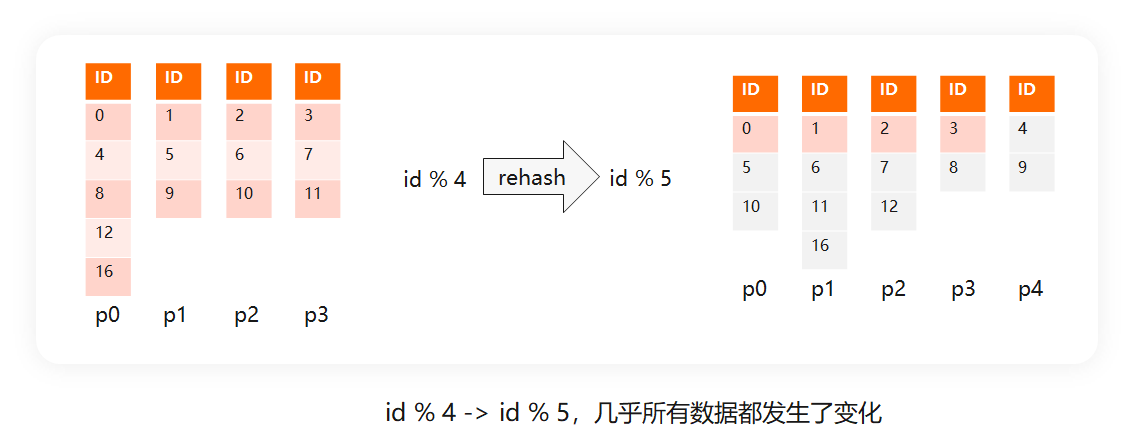 ID ID ID ID
0 1 2 3
4 5 6 7
8 9 10 11
12
16
p0 p1 p2 p3
id % 4 rehash id % 5
ID ID ID ID ID
0 1 2 3 4
5 6 7 8 9
10 11 12
16
p0 p1 p2 p3 p4
id % 4 -> id % 5，几乎所有数据都发生了变化